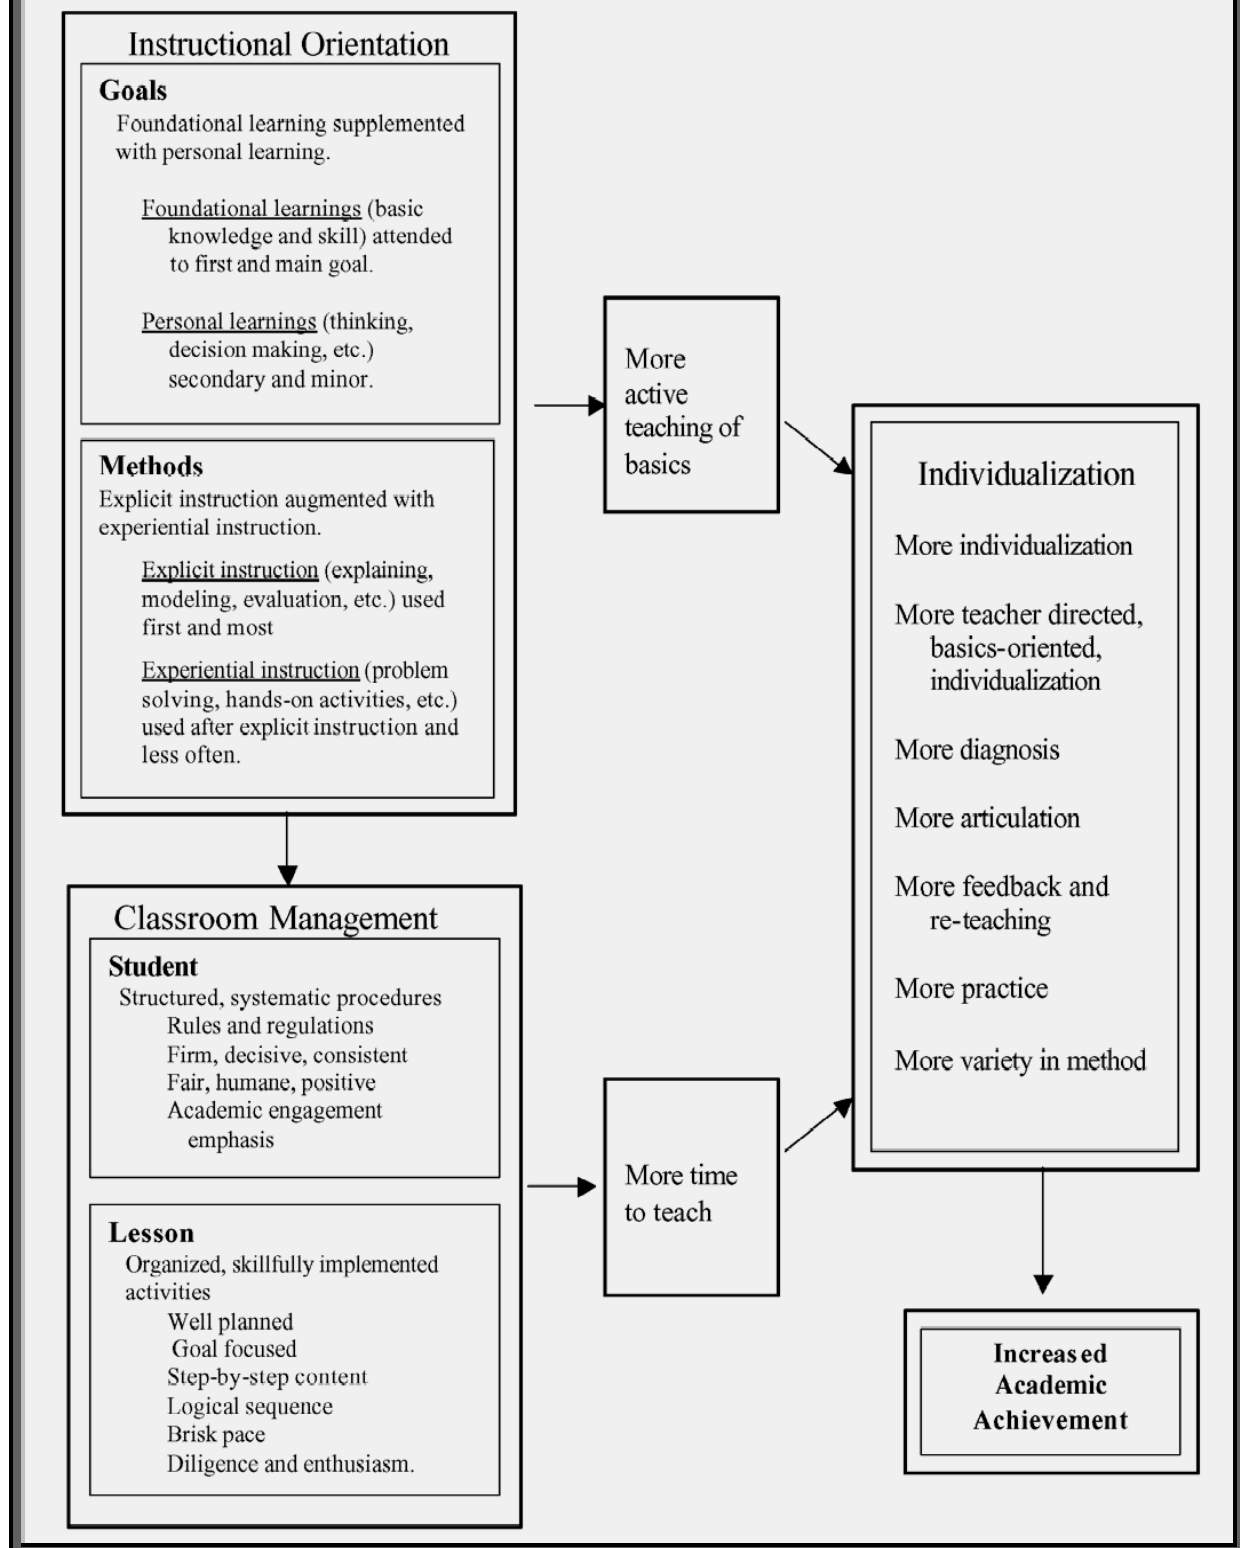 Instructional Orientation
Goals
Foundational learning supplemented
with personal learning.
Foundational learnings (basic
knowledge and skill) attended
to first and main goal.
Personal learnings (thinking,
decision making, etc.)
secondary and minor.
Methods
Explicit instruction augmented with
experiential instruction.
Explicit instruction (explaining,
modeling, evaluation, etc.) used
first and most
Experiential instruction (problem
solving, hands-on activities, etc.)
used after explicit instruction and
less often.
Classroom Management
Student
Structured, systematic procedures
Rules and regulations
Firm, decisive, consistent
Fair, humane, positive
Academic engagement
emphasis
Lesson
Organized, skillfully implemented
activities
Well planned
Goal focused
Step-by-step content
Logical sequence
Brisk pace
Diligence and enthusiasm.
More
active
teaching of
basics
More time
to teach
Individualization
More individualization
More teacher directed,
basics-oriented,
individualization
More diagnosis
More articulation
More feedback and
re-teaching
More practice
More variety in method
Increased
Academic
Achievement